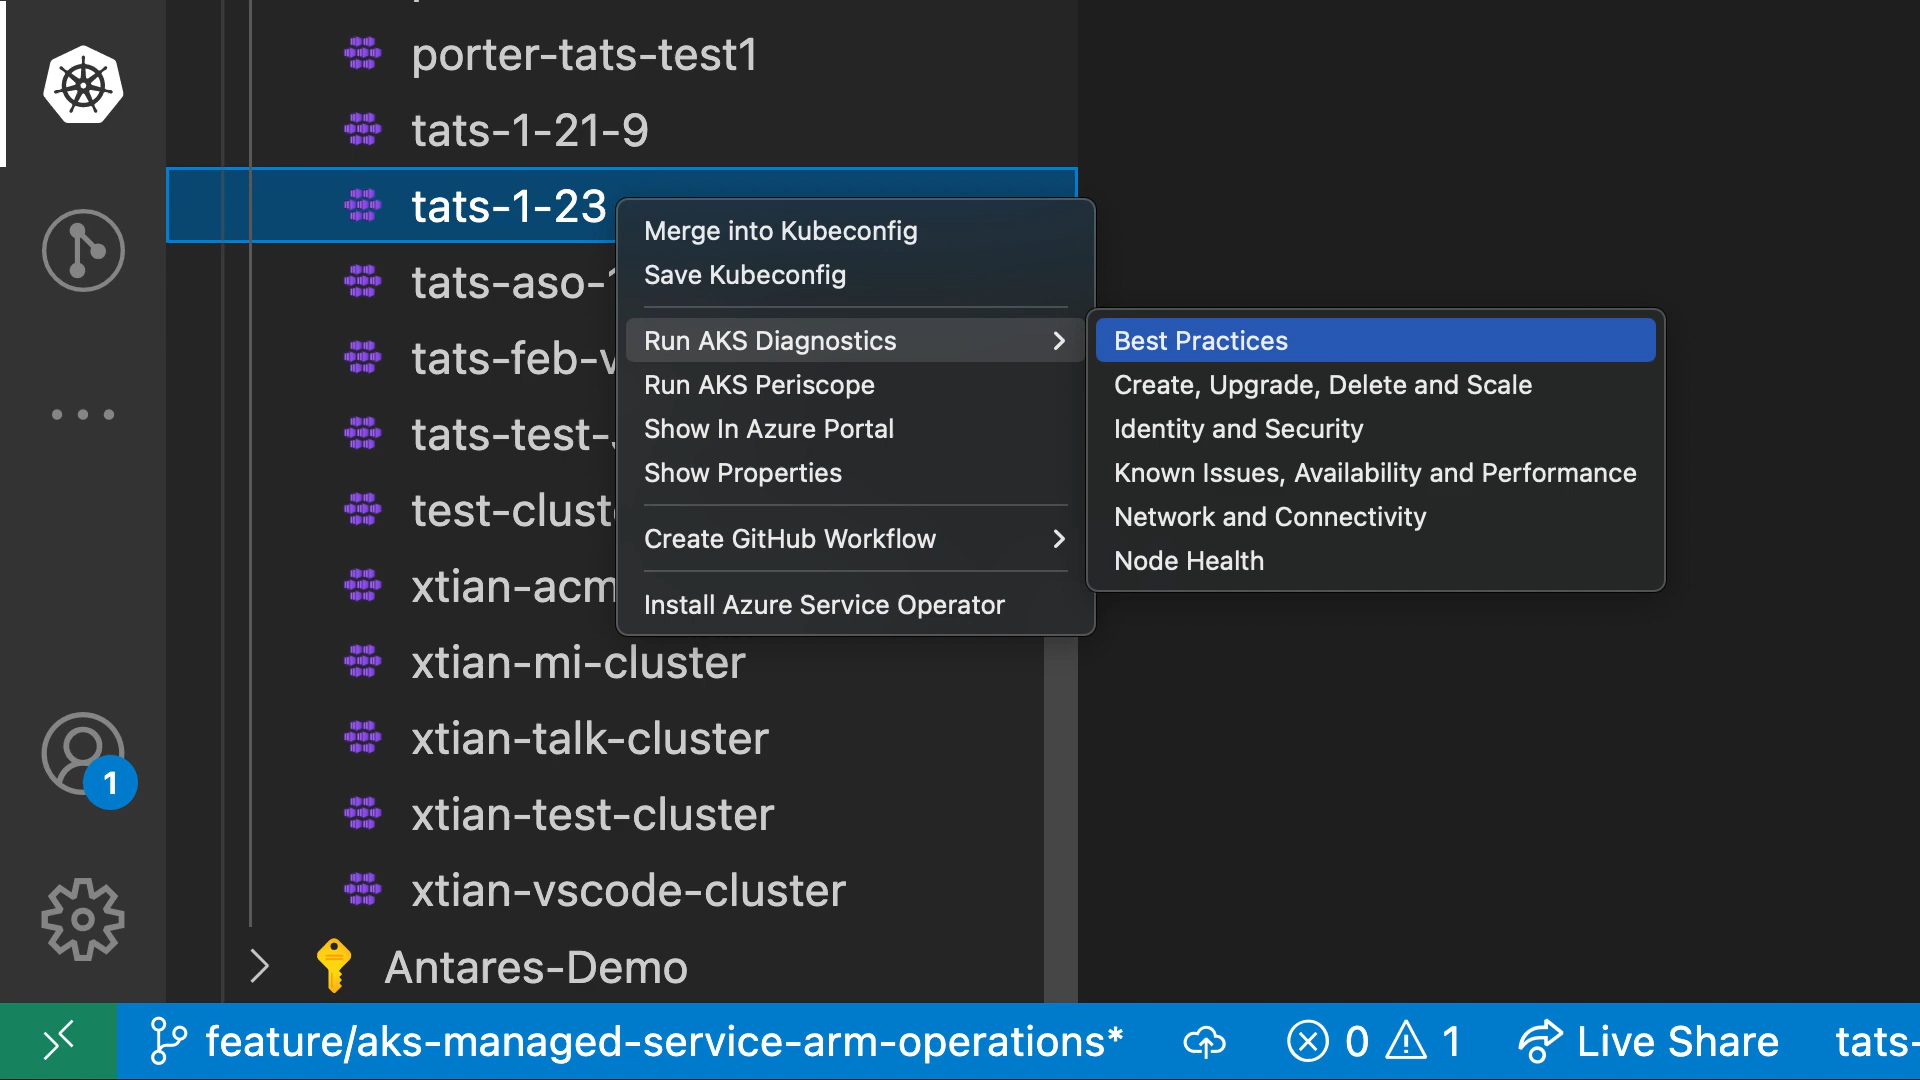 porter-tats-test1
tats-1-21-9
tats-1-23
Merge into Kubeconfig
Save Kubeconfig
tats-aso-
Run AKS Diagnostics
Best Practices
tats-feb-
Run AKS Periscope
Create, Upgrade, Delete and Scale
Show In Azure Portal
Identity and Security
tats-test-
Show Properties
Known Issues, Availability and Performance
test-clust
Network and Connectivity
Create GitHub Workflow
Node Health
xtian-acm
Install Azure Service Operator
xtian-mi-cluster
xtian-talk-cluster
1
xtian-test-cluster
xtian-vscode-cluster
Antares-Demo
feature/aks-managed-service-arm-operations* 0 1 Live Share tats-